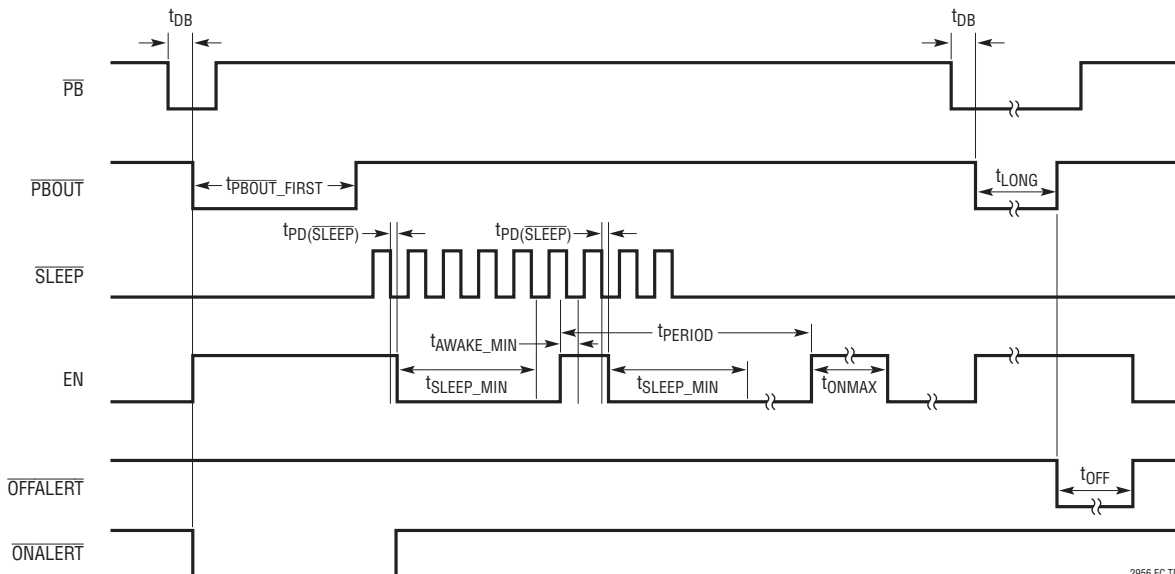 tDB tDB
PB
PBOUT tPBOUT_FIRST tLONG
tPD(SLEEP) tPD(SLEEP)
SLEEP
tAWAKE_MIN tPERIOD
EN tSLEEP_MIN tSLEEP_MIN tONMAX
OFFALERT tOFF
ONALERT